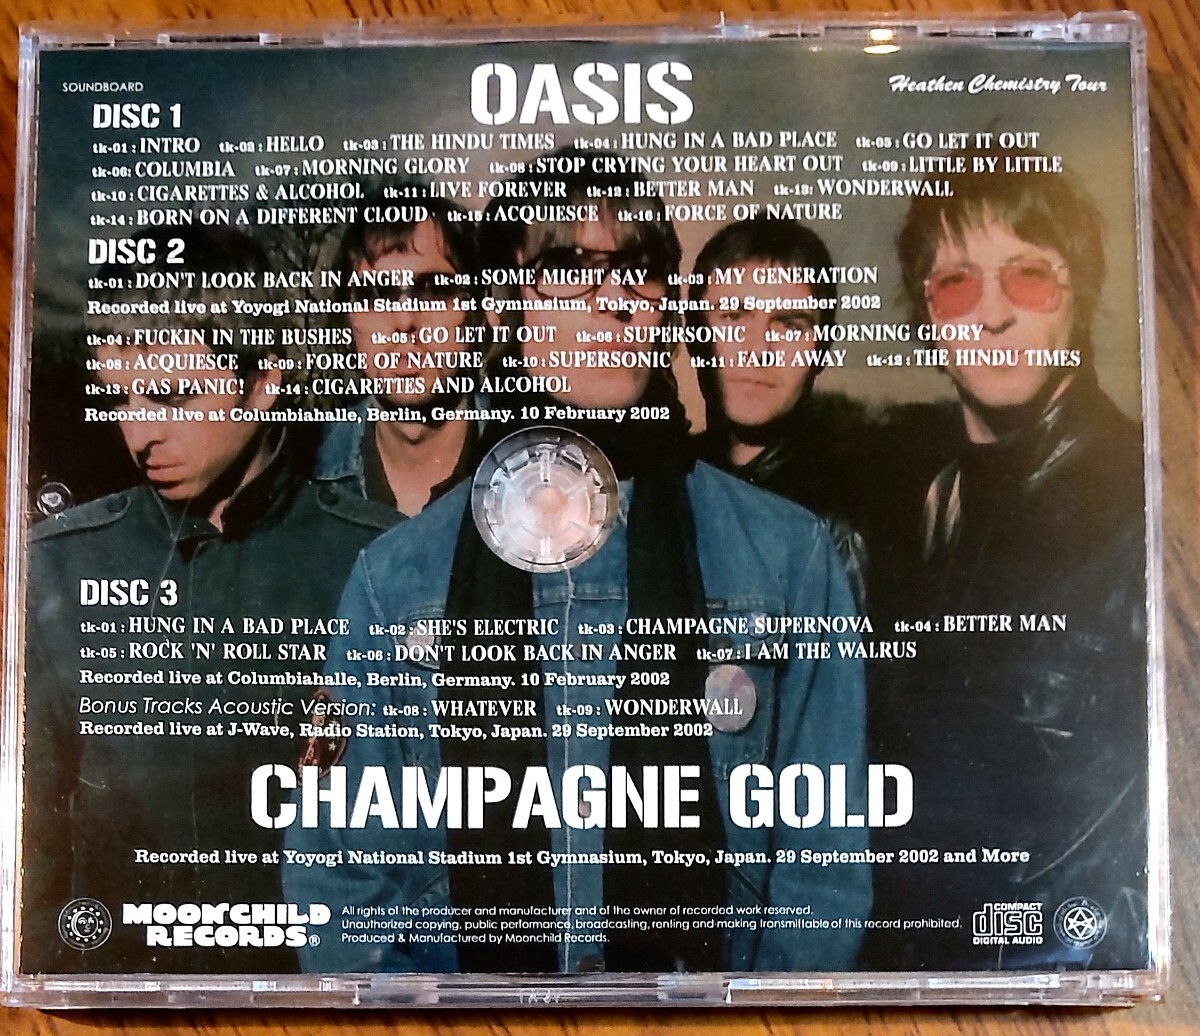 SOUNDBOARD
OASIS
Heathen Chemistry Tour
DISC 1
tk-01: INTRO tk-02: HELLO tk-03: THE HINDU TIMES tk-04: HUNG IN A BAD PLACE tk-05: GO LET IT OUT
tk-06: COLUMBIA tk-07: MORNING GLORY tk-08: STOP CRYING YOUR HEART OUT tk-09: LITTLE BY LITTLE
tk-10: CIGARETTES & ALCOHOL tk-11: LIVE FOREVER tk-12: BETTER MAN tk-13: WONDERWALL
tk-14: BORN ON A DIFFERENT CLOUD tk-15: ACQUIESCE tk-16: FORCE OF NATURE
DISC 2
tk-01: DON'T LOOK BACK IN ANGER tk-02: SOME MIGHT SAY tk-03: MY GENERATION
Recorded live at Yoyogi National Stadium 1st Gymnasium, Tokyo, Japan. 29 September 2002
tk-04: FUCKIN IN THE BUSHES tk-05: GO LET IT OUT tk-06: SUPERSONIC tk-07: MORNING GLORY
tk-08: ACQUIESCE tk-09: FORCE OF NATURE tk-10: SUPERSONIC tk-11: FADE AWAY tk-12: THE HINDU TIMES
tk-13: GAS PANIC! tk-14: CIGARETTES AND ALCOHOL
Recorded live at Columbiahalle, Berlin, Germany. 10 February 2002
DISC 3
tk-01: HUNG IN A BAD PLACE tk-02: SHE'S ELECTRIC tk-03: CHAMPAGNE SUPERNOVA tk-04: BETTER MAN
tk-05: ROCK 'N' ROLL STAR tk-06: DON'T LOOK BACK IN ANGER tk-07: I AM THE WALRUS
Recorded live at Columbiahalle, Berlin, Germany. 10 February 2002
Bonus Tracks Acoustic Version: tk-08: WHATEVER tk-09: WONDERWALL
Recorded live at J-Wave, Radio Station, Tokyo, Japan. 29 September 2002
CHAMPAGNE GOLD
Recorded live at Yoyogi National Stadium 1st Gymnasium, Tokyo, Japan. 29 September 2002 and More
MOONCHILD
RECORDS®
All rights of the producer and manufacturer and of the owner of recorded work reserved.
Unauthorized copying, public performance, broadcasting, renting and making transmittable of this record prohibited.
Produced & Manufactured by Moonchild Records.
COMPACT
disc
DIGITAL AUDIO